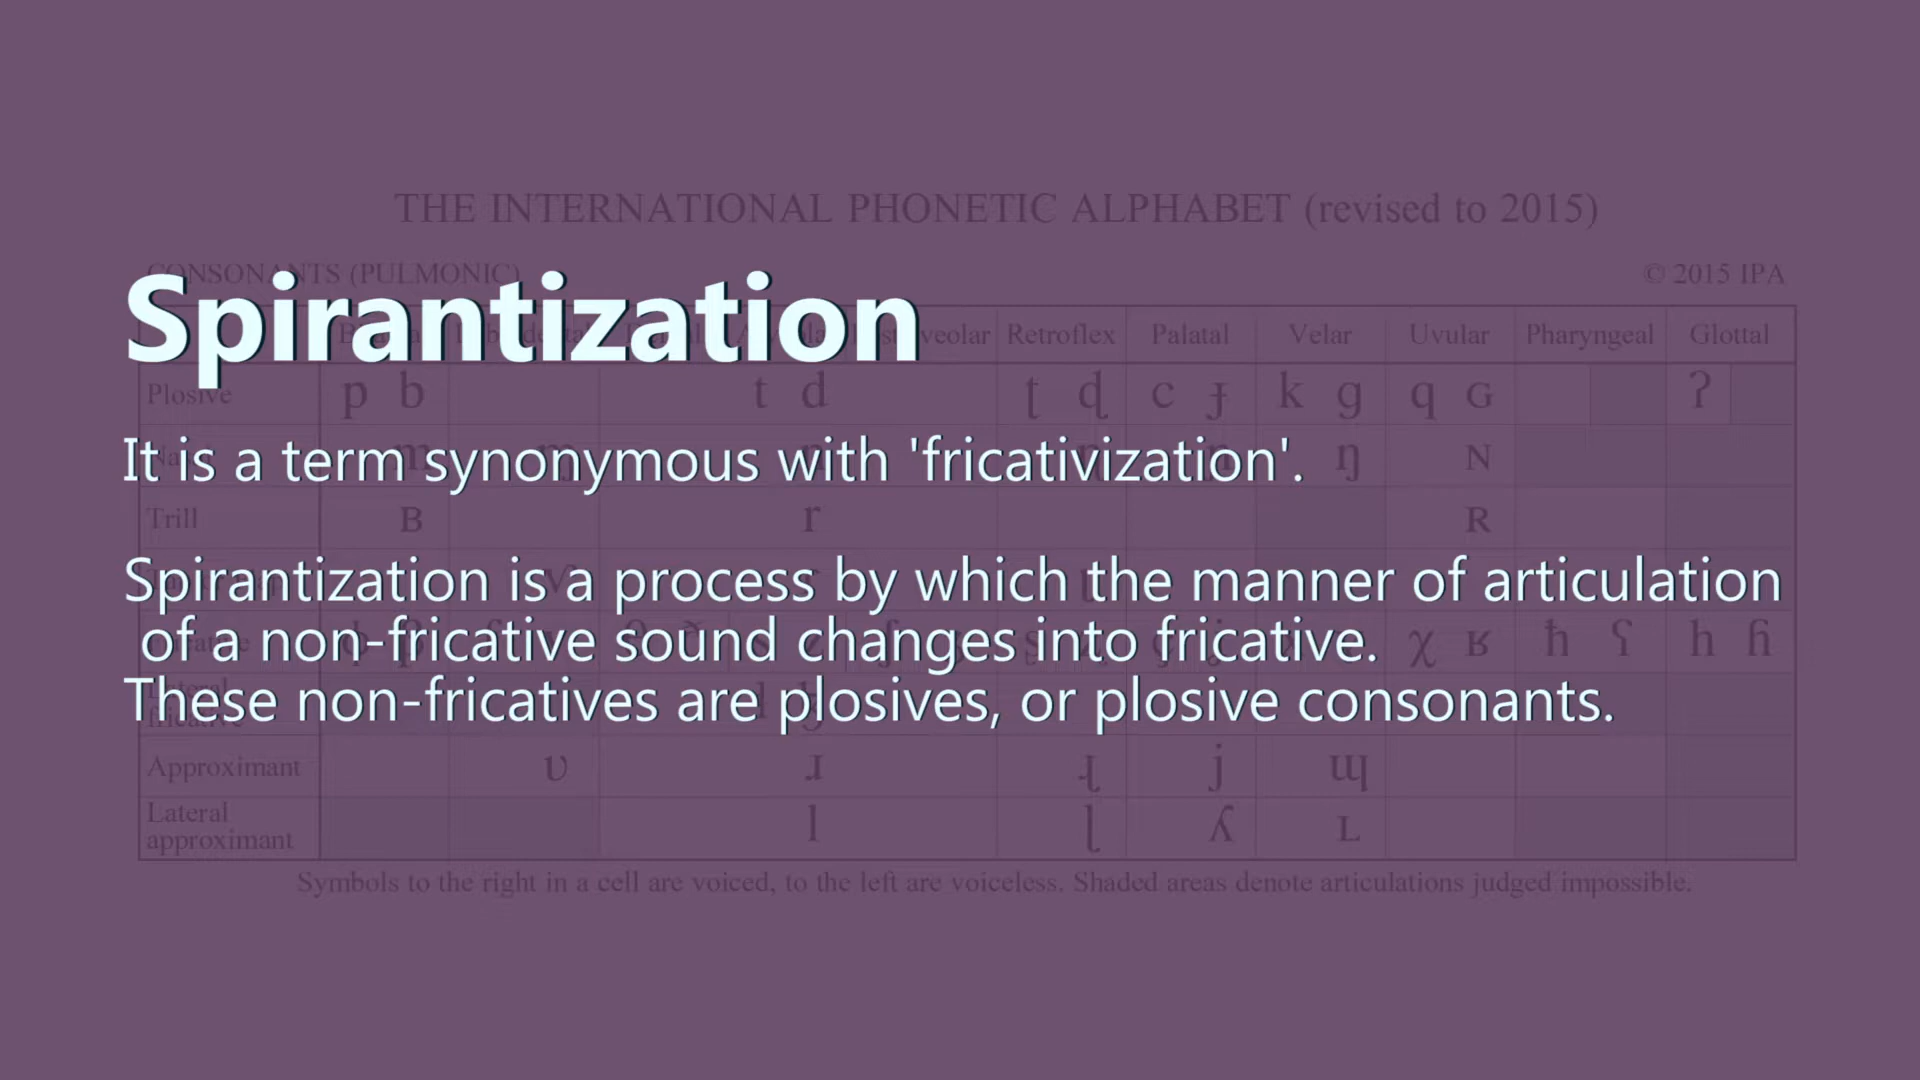 THE INTERNATIONAL PHONETIC ALPHABET (revised to 2015)
CONSONANTS (PULMONIC) © 2015 IPA
Spirantization
Retroflex Palatal Velar Uvular Pharyngeal Glottal
Plosive p b t d ʈ ɖ c ɟ k ɡ q ɢ ʔ
It is a term synonymous with 'fricativization'.
ŋ ɴ
Trill ʙ r ʀ
Spirantization is a process by which the manner of articulation
of a non-fricative sound changes into fricative.
χ ʁ ħ ʕ h ɦ
These non-fricatives are plosives, or plosive consonants.
Approximant ʋ ɹ ɻ j ɰ
Lateral
approximant l ɭ ʎ ʟ
Symbols to the right in a cell are voiced, to the left are voiceless. Shaded areas denote articulations judged impossible.